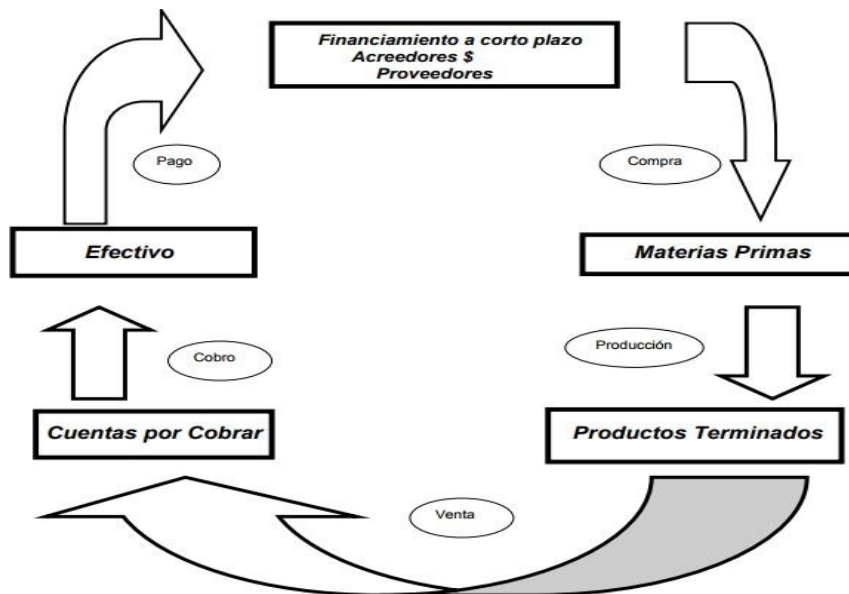 Financiamiento a corto plazo
Acreedores $
Proveedores
Pago
Compra
Efectivo
Materias Primas
Cobro
Producción
Cuentas por Cobrar
Productos Terminados
Venta